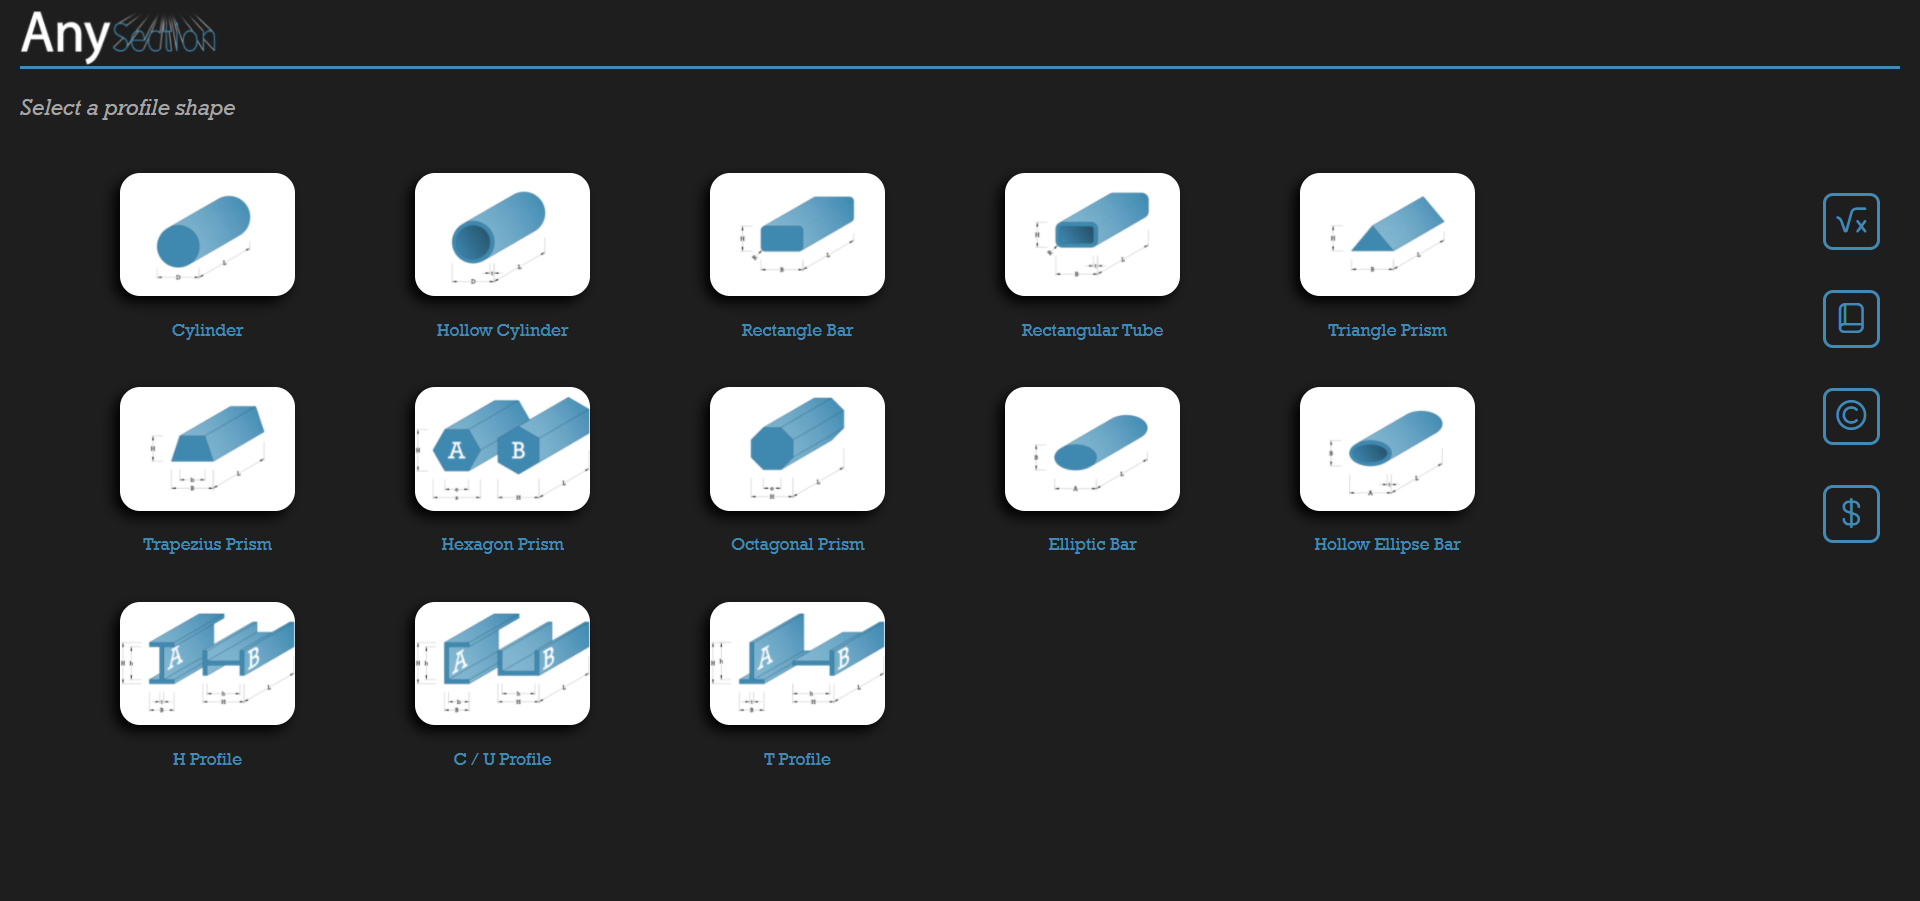 AnySection
Select a profile shape
Cylinder
Hollow Cylinder
Rectangle Bar
Rectangular Tube
Triangle Prism
Trapezius Prism
A B
Hexagon Prism
Octagonal Prism
Elliptic Bar
Hollow Ellipse Bar
A B
H Profile
A B
C / U Profile
A B
T Profile
√x
©
$